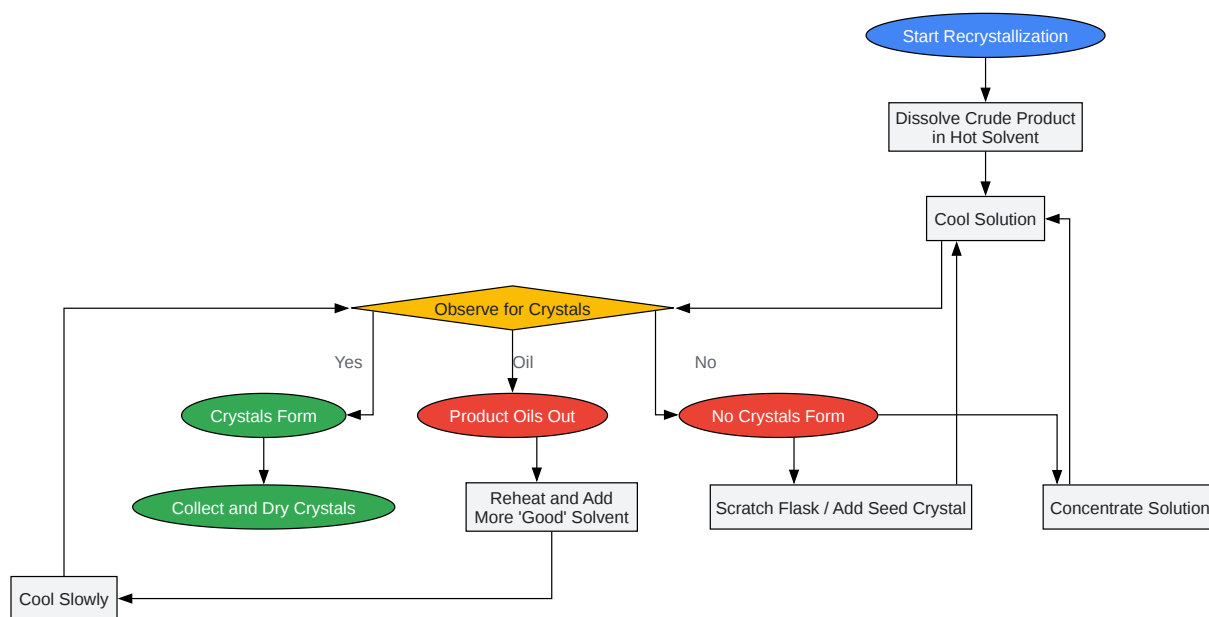 Start Recrystallization
Dissolve Crude Product
in Hot Solvent
Cool Solution
Observe for Crystals
Yes
Oil
No
Crystals Form
Product Oils Out
No Crystals Form
Collect and Dry Crystals
Reheat and Add
More 'Good' Solvent
Scratch Flask / Add Seed Crystal
Concentrate Solution
Cool Slowly